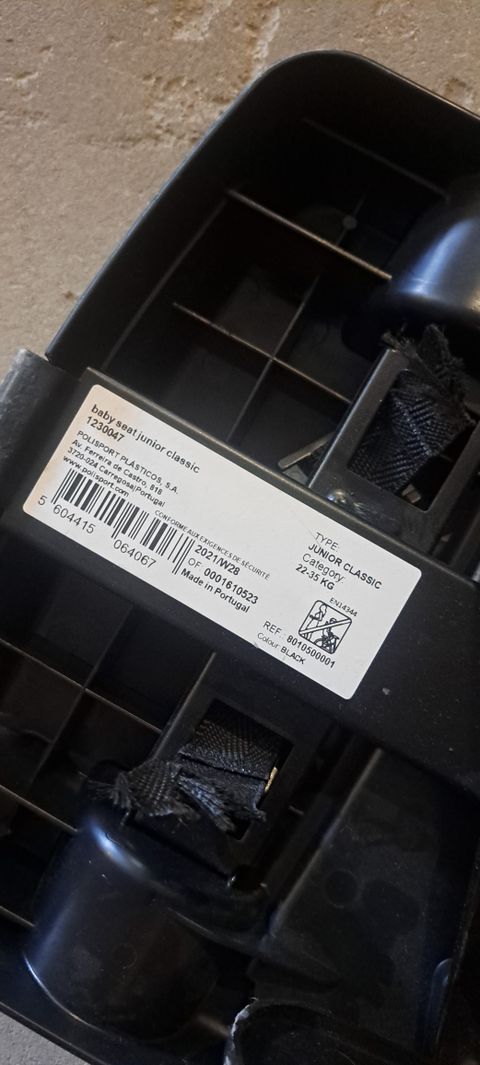 baby seat junior classic
1230047
POLISPORT PLÁSTICOS, S.A.
Av. Ferreira de Castro, 818
3720-024 Carregosa|Portugal
www.polisport.com
5 604415 064067
CONFORME AUX EXIGENCES DE SÉCURITÉ
2021/W28
OF: 0001610523
Made in Portugal
TYPE:
JUNIOR CLASSIC
Category:
22-35 KG
EN14344
REF.: 8010500001
Colour: BLACK